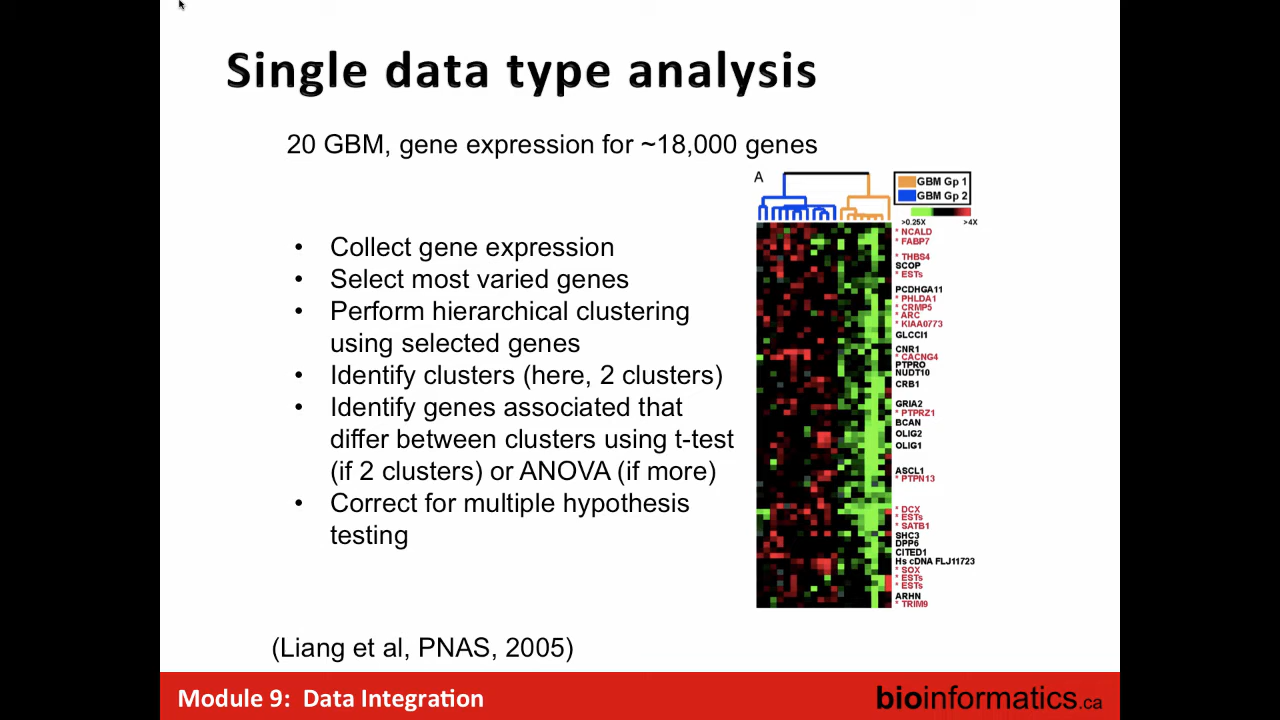 Single data type analysis
20 GBM, gene expression for ~18,000 genes
• Collect gene expression
• Select most varied genes
• Perform hierarchical clustering
using selected genes
• Identify clusters (here, 2 clusters)
• Identify genes associated that
differ between clusters using t-test
(if 2 clusters) or ANOVA (if more)
• Correct for multiple hypothesis
testing
A
GBM Gp 1
GBM Gp 2
>0.25X >4X
* NCALD
* FABP7
* THBS4
SCOP
* ESTs
PCDHGA11
* PHLDA1
* CRMP5
* ARC
* KIAA0773
GLCCI1
CNR1
* CACNG4
PTPRO
NUDT10
CRB1
GRIA2
* PTPRZ1
BCAN
OLIG2
OLIG1
ASCL1
* PTPN13
* DCX
* ESTs
* SATB1
SHC3
DPP6
CITED1
Hs cDNA FLJ11723
* SOX
* ESTs
* ESTs
ARHN
* TRIM9
(Liang et al, PNAS, 2005)
Module 9: Data Integration
bioinformatics.ca